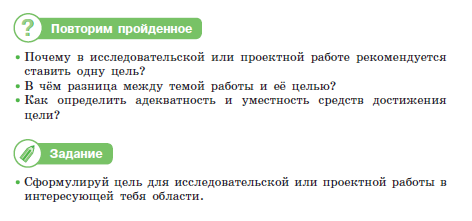 ? Повторим пройденное
• Почему в исследовательской или проектной работе рекомендуется
ставить одну цель?
• В чём разница между темой работы и её целью?
• Как определить адекватность и уместность средств достижения
цели?
Задание
• Сформулируй цель для исследовательской или проектной работы в
интересующей тебя области.